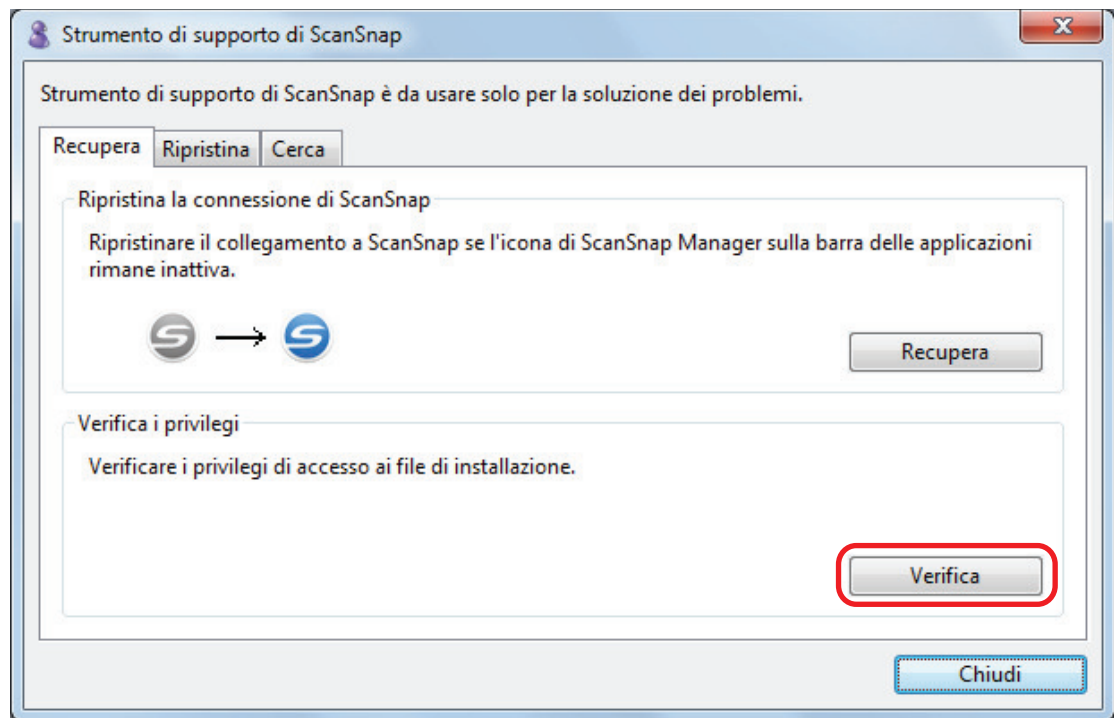 Strumento di supporto di ScanSnap
Strumento di supporto di ScanSnap è da usare solo per la soluzione dei problemi.
Recupera Ripristina Cerca
Ripristina la connessione di ScanSnap
Ripristinare il collegamento a ScanSnap se l'icona di ScanSnap Manager sulla barra delle applicazioni
rimane inattiva.
Recupera
Verifica i privilegi
Verificare i privilegi di accesso ai file di installazione.
Verifica
Chiudi